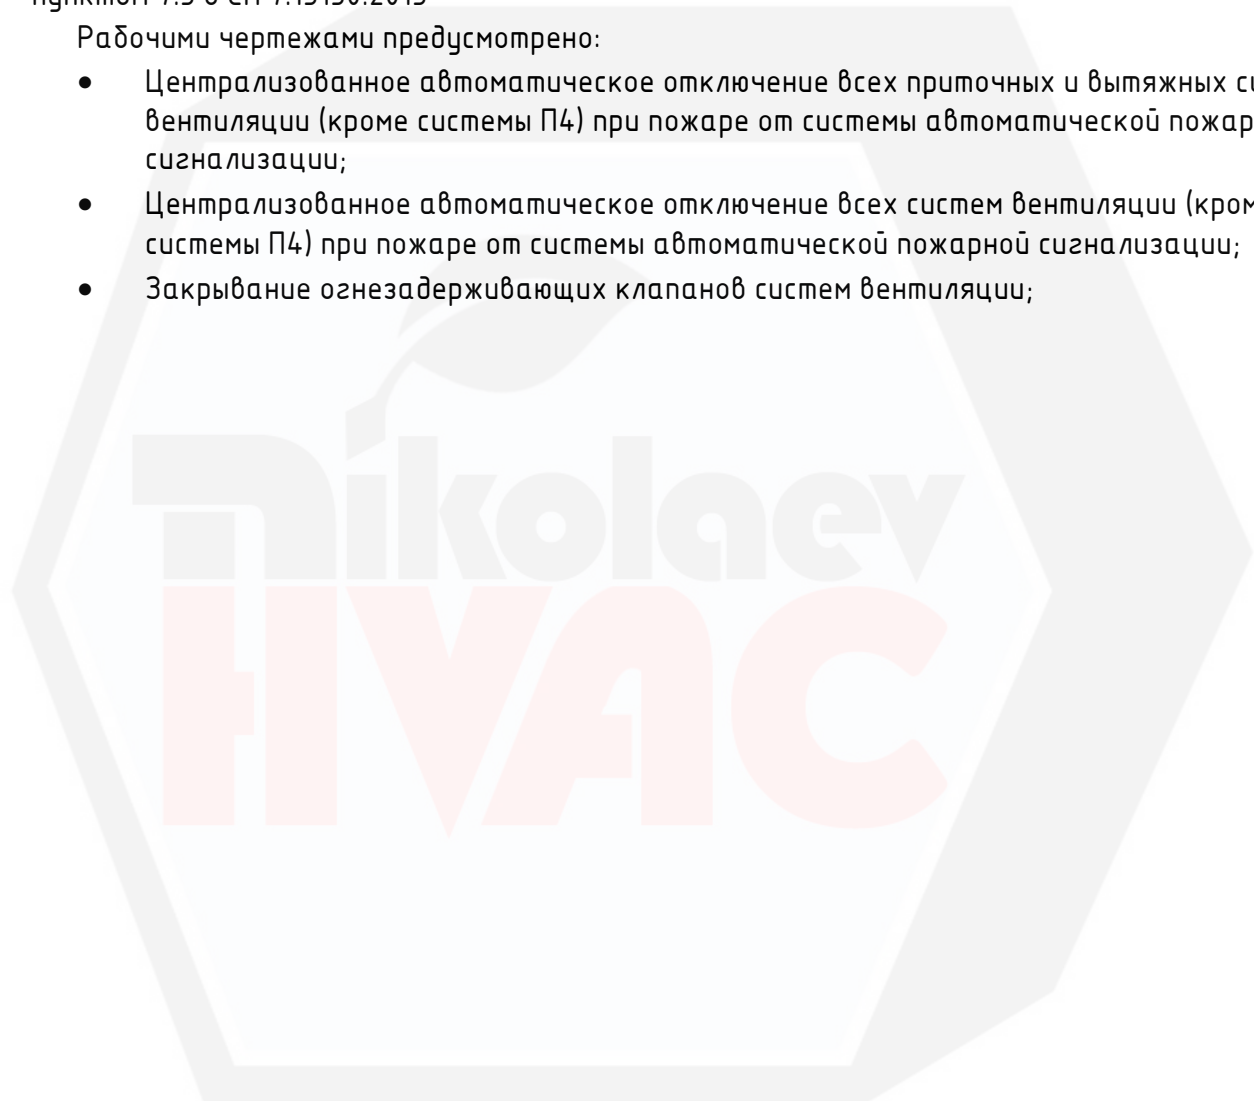 Рабочими чертежами предусмотрено:
● Централизованное автоматическое отключение всех приточных и вытяжных
вентиляции (кроме системы П4) при пожаре от системы автоматической
сигнализации;
● Централизованное автоматическое отключение всех систем вентиляции
системы П4) при пожаре от системы автоматической пожарной сигнализации;
● Закрывание огнезадерживающих клапанов систем вентиляции;
Nikolaev
HVAC